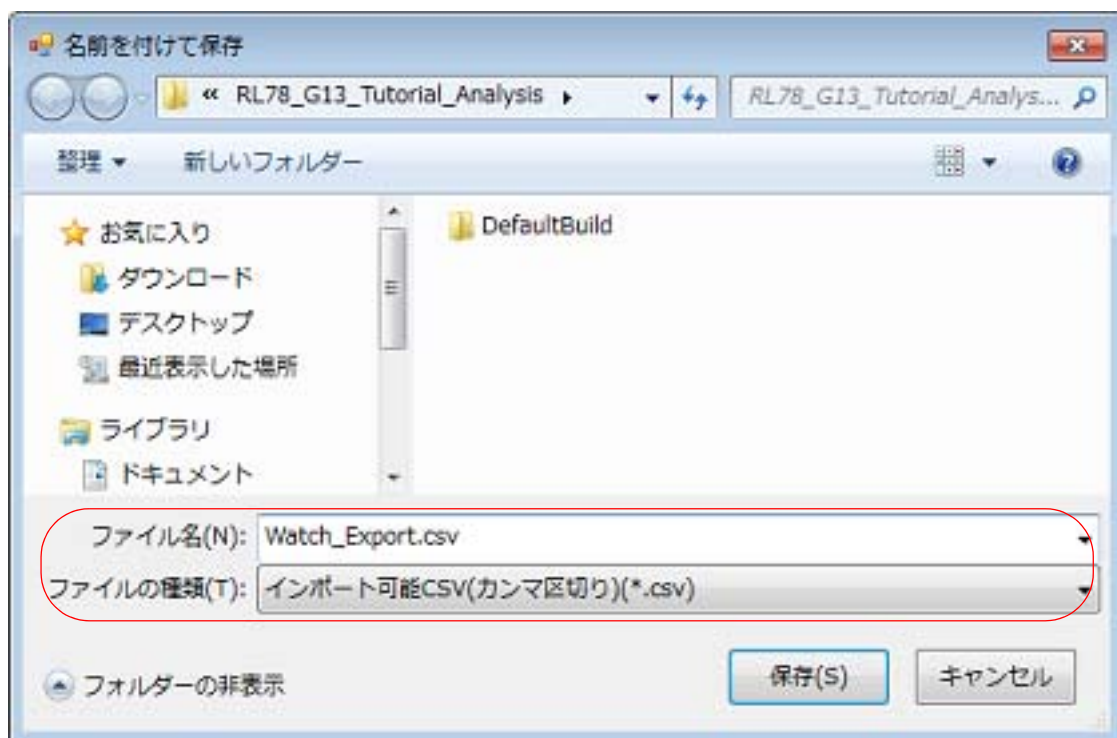 名前を付けて保存
« RL78_G13_Tutorial_Analysis
RL78_G13_Tutorial_Analys...
整理
新しいフォルダー
お気に入り
ダウンロード
デスクトップ
最近表示した場所
ライブラリ
ドキュメント
DefaultBuild
ファイル名(N): Watch_Export.csv
ファイルの種類(T): インポート可能CSV(カンマ区切り)(*.csv)
フォルダーの非表示
保存(S)
キャンセル